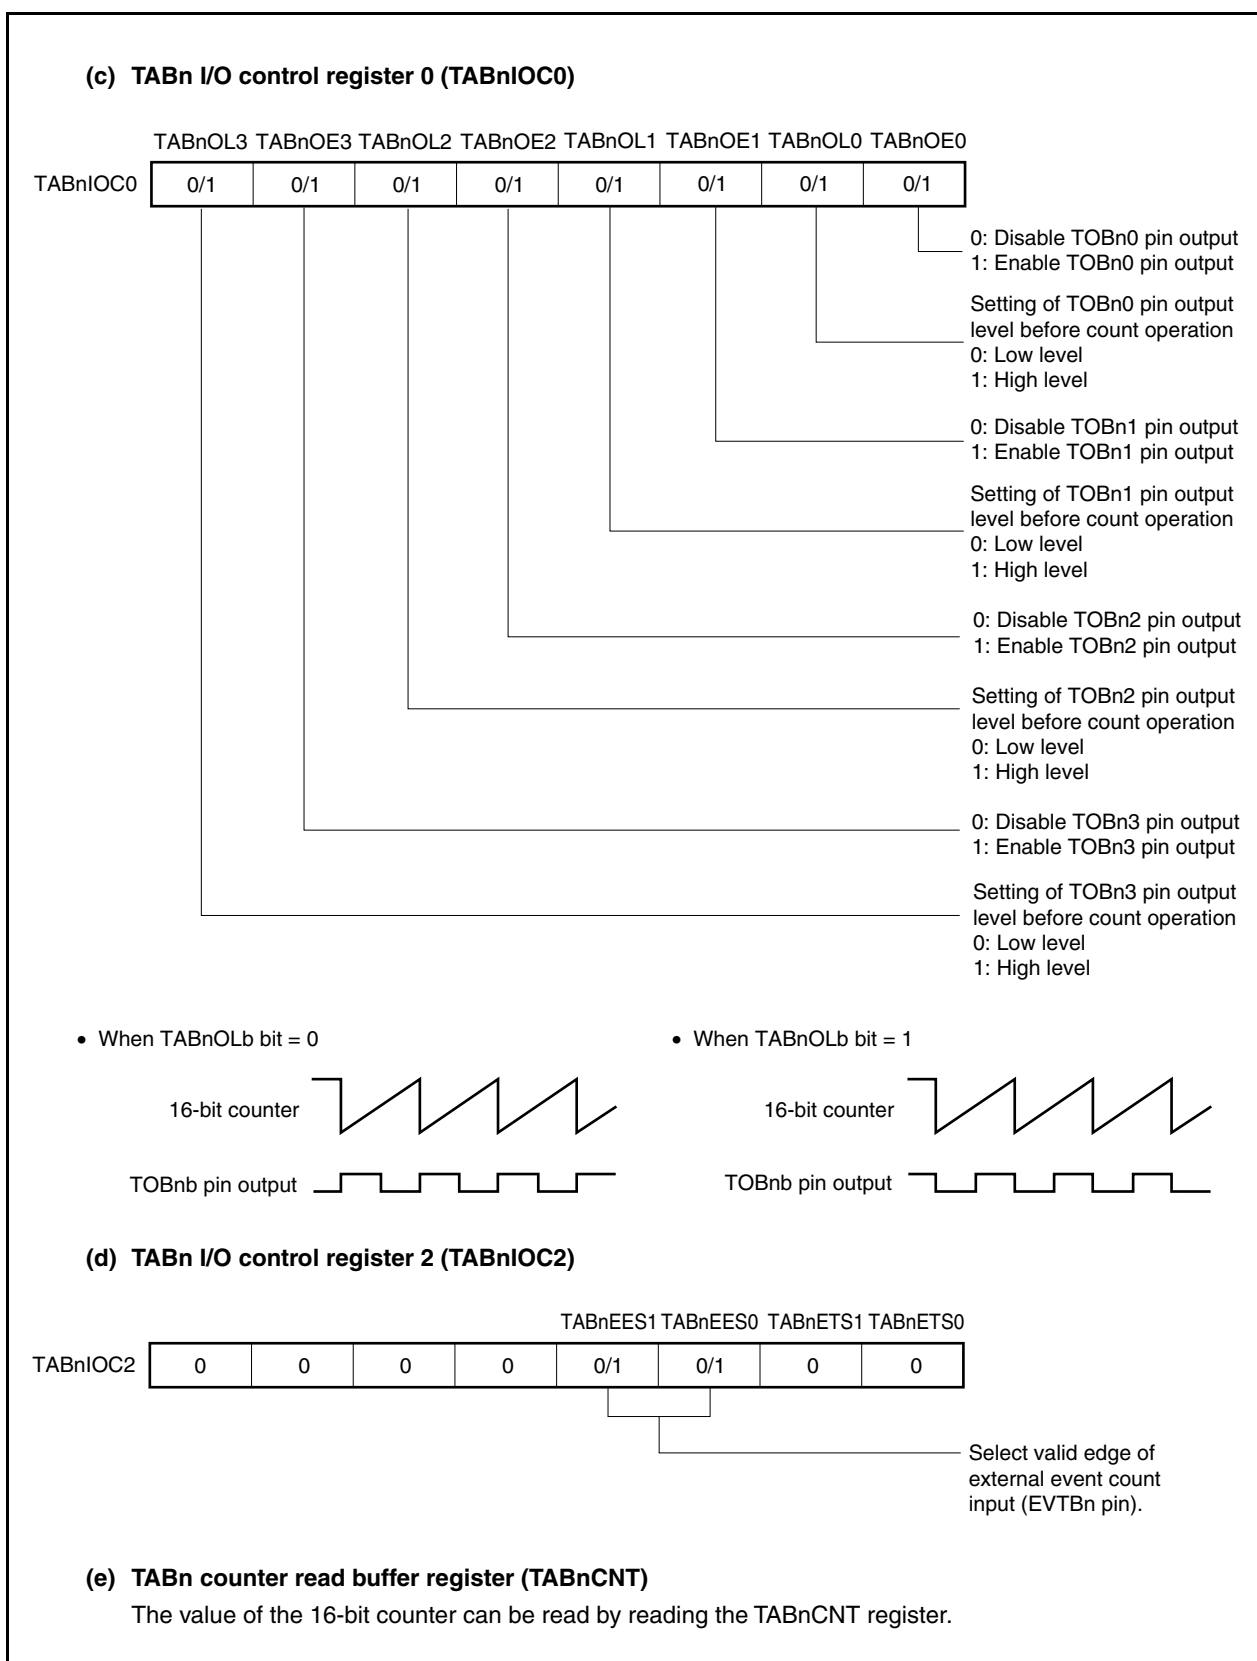 (c) TABn I/O control register 0 (TABnIOC0)
TABnOL3 TABnOE3 TABnOL2 TABnOE2 TABnOL1 TABnOE1 TABnOL0 TABnOE0
TABnIOC0 0/1 0/1 0/1 0/1 0/1 0/1 0/1 0/1
0: Disable TOBn0 pin output
1: Enable TOBn0 pin output
Setting of TOBn0 pin output
level before count operation
0: Low level
1: High level
0: Disable TOBn1 pin output
1: Enable TOBn1 pin output
Setting of TOBn1 pin output
level before count operation
0: Low level
1: High level
0: Disable TOBn2 pin output
1: Enable TOBn2 pin output
Setting of TOBn2 pin output
level before count operation
0: Low level
1: High level
0: Disable TOBn3 pin output
1: Enable TOBn3 pin output
Setting of TOBn3 pin output
level before count operation
0: Low level
1: High level
• When TABnOLb bit = 0
16-bit counter
TOBnb pin output
• When TABnOLb bit = 1
16-bit counter
TOBnb pin output
(d) TABn I/O control register 2 (TABnIOC2)
TABnEES1 TABnEES0 TABnETS1 TABnETS0
TABnIOC2 0 0 0 0 0/1 0/1 0 0
Select valid edge of
external event count
input (EVTBn pin).
(e) TABn counter read buffer register (TABnCNT)
The value of the 16-bit counter can be read by reading the TABnCNT register.